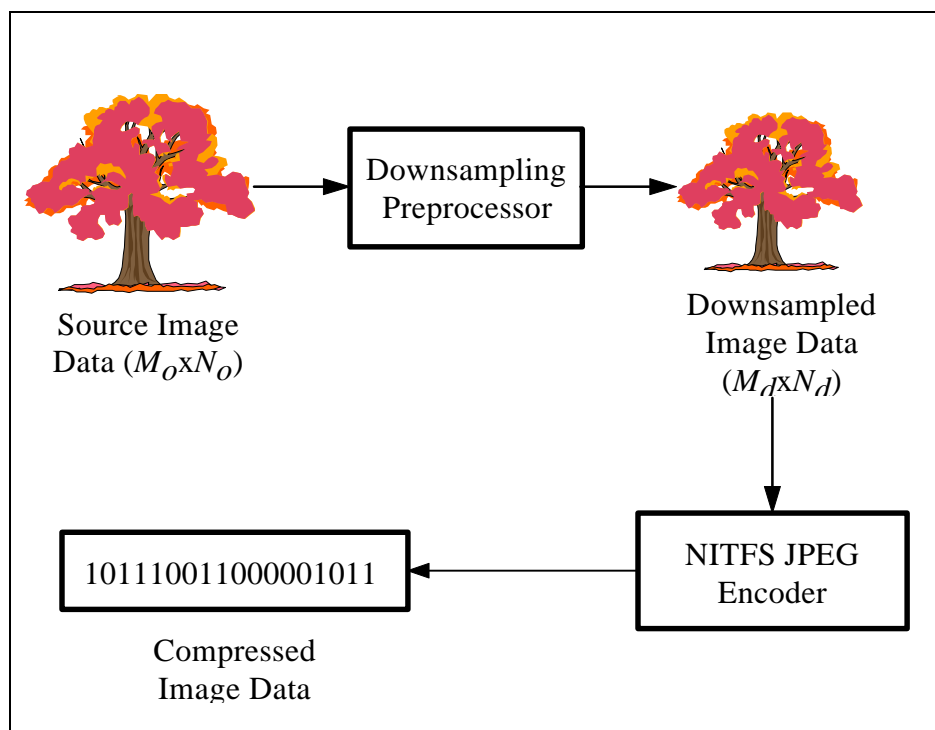 Downsampling
Preprocessor
Source Image
Data (MoxNo)
Downsampled
Image Data
(MdxNd)
NITFS JPEG
Encoder
101110011000001011
Compressed
Image Data